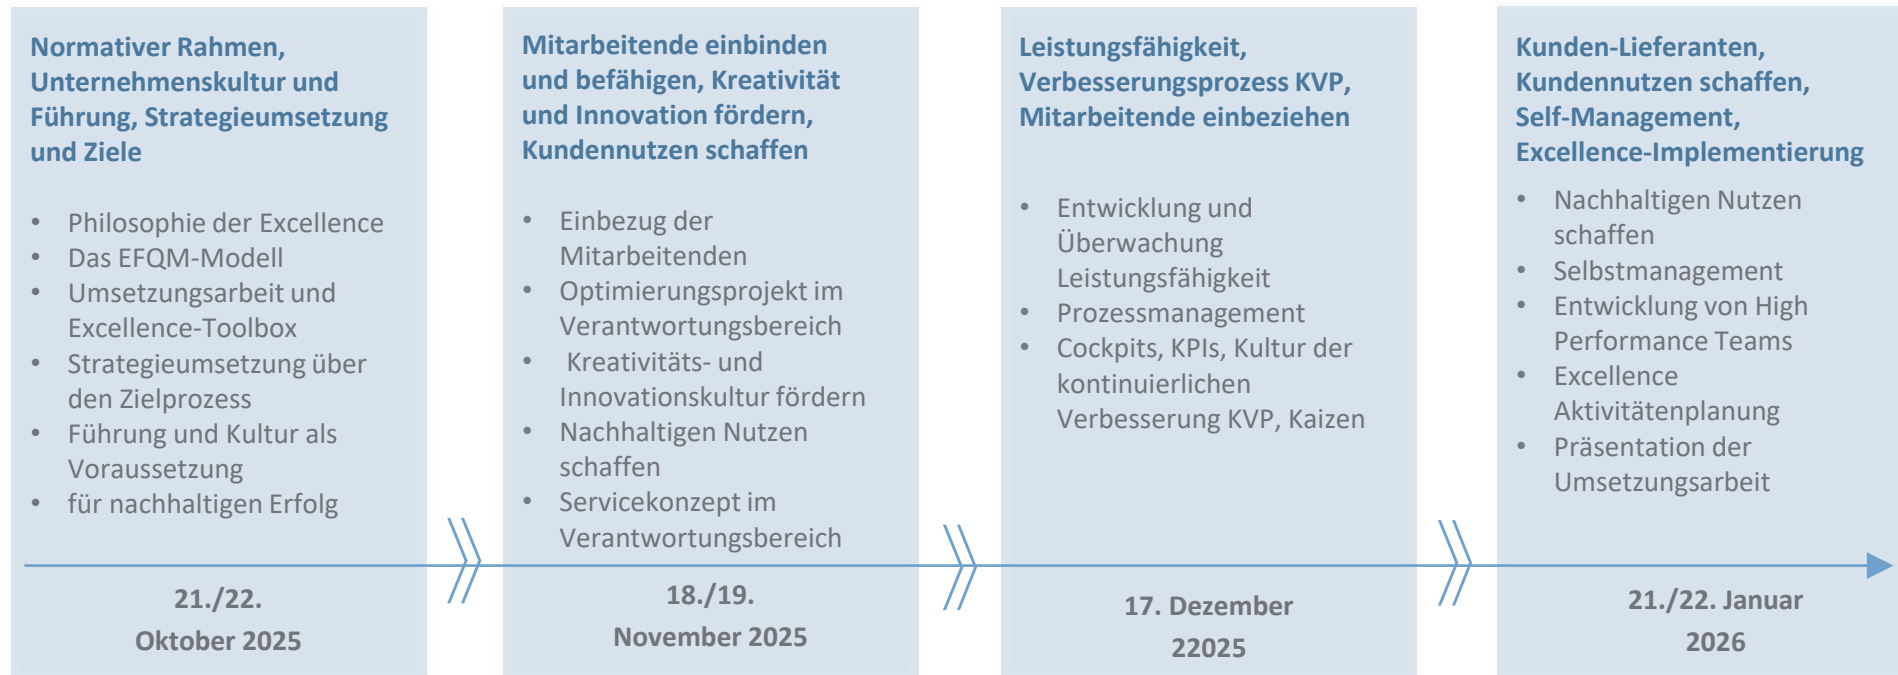 Normativer Rahmen,
Unternehmenskultur und
Führung, Strategieumsetzung
und Ziele
• Philosophie der Excellence
• Das EFQM-Modell
• Umsetzungsarbeit und
Excellence-Toolbox
• Strategieumsetzung über
den Zielprozess
• Führung und Kultur als
Voraussetzung
• für nachhaltigen Erfolg
21./22.
Oktober 2025
Mitarbeitende einbinden
und befähigen, Kreativität
und Innovation fördern,
Kundennutzen schaffen
• Einbezug der
Mitarbeitenden
• Optimierungsprojekt im
Verantwortungsbereich
• Kreativitäts- und
Innovationskultur fördern
• Nachhaltigen Nutzen
schaffen
• Servicekonzept im
Verantwortungsbereich
18./19.
November 2025
Leistungsfähigkeit,
Verbesserungsprozess KVP,
Mitarbeitende einbeziehen
• Entwicklung und
Überwachung
Leistungsfähigkeit
• Prozessmanagement
• Cockpits, KPIs, Kultur der
kontinuierlichen
Verbesserung KVP, Kaizen
17. Dezember
22025
Kunden-Lieferanten,
Kundennutzen schaffen,
Self-Management,
Excellence-Implementierung
• Nachhaltigen Nutzen
schaffen
• Selbstmanagement
• Entwicklung von High
Performance Teams
• Excellence
Aktivitätenplanung
• Präsentation der
Umsetzungsarbeit
21./22. Januar
2026